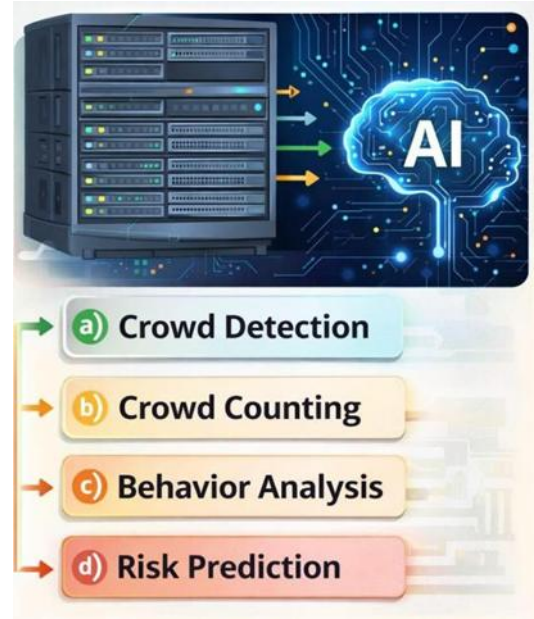 AI
a) Crowd Detection
b) Crowd Counting
c) Behavior Analysis
d) Risk Prediction